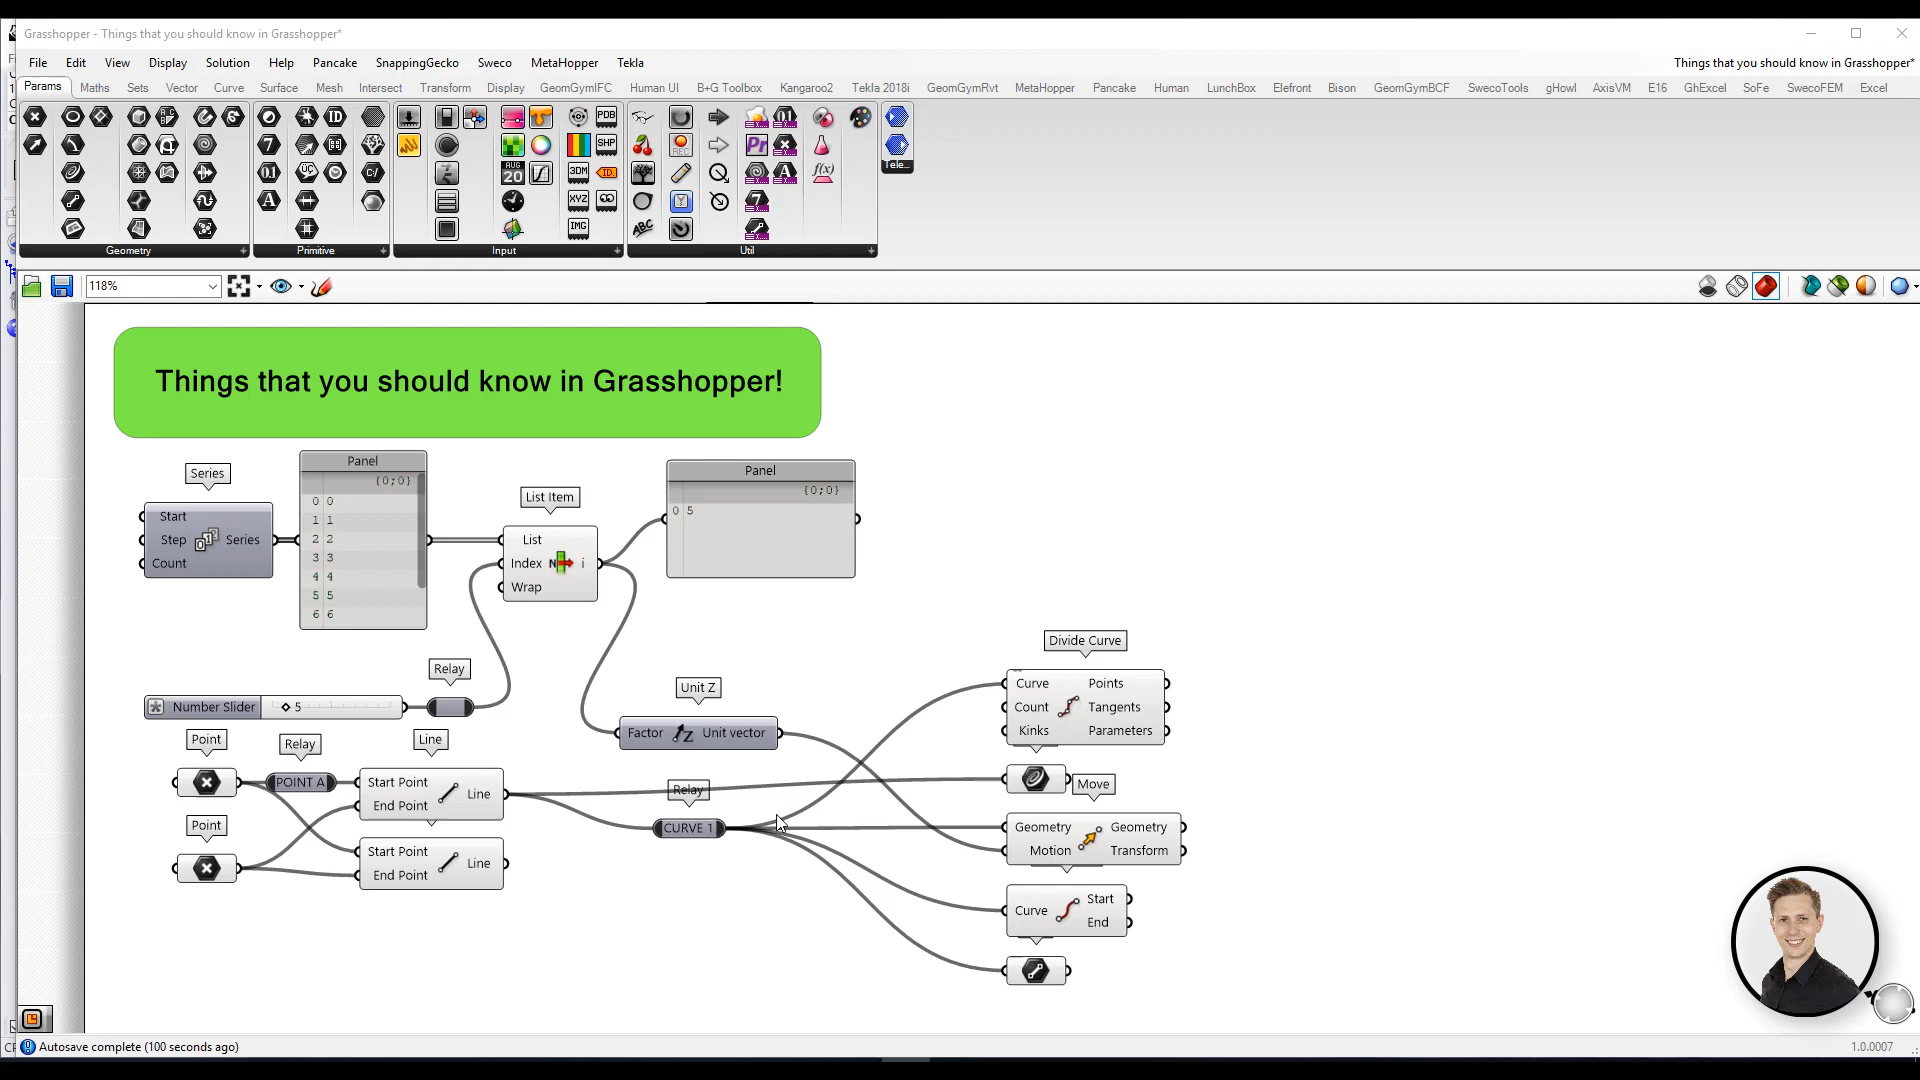 Grasshopper - Things that you should know in Grasshopper*
File Edit View Display Solution Help Pancake SnappingGecko Sweco MetaHopper Tekla
Things that you should know in Grasshopper*
Params Maths Sets Vector Curve Surface Mesh Intersect Transform Display GeomGymIFC Human UI B+G Toolbox Kangaroo2 Tekla 2018i GeomGymRvt MetaHopper Pancake Human LunchBox Elefront Bison GeomGymBCF SwecoTools gHowl AxisVM E16 GhExcel SoFe SwecoFEM Excel
Tele...
Geometry Primitive Input Util
118%
Things that you should know in Grasshopper!
Series
Start
Step Series
Count
Panel
{0;0}
0 0
1 1
2 2
3 3
4 4
5 5
6 6
List Item
List
Index N i
Wrap
Panel
{0;0}
0 5
Relay
Number Slider 5
Point
Relay
Line
POINT A
Start Point
End Point
Line
Point
Start Point
End Point
Line
Unit Z
Factor Z Unit vector
Relay
CURVE 1
Divide Curve
Curve Points
Count Tangents
Kinks Parameters
Move
Geometry Geometry
Motion Transform
Curve Start
End
Autosave complete (100 seconds ago)
1.0.0007